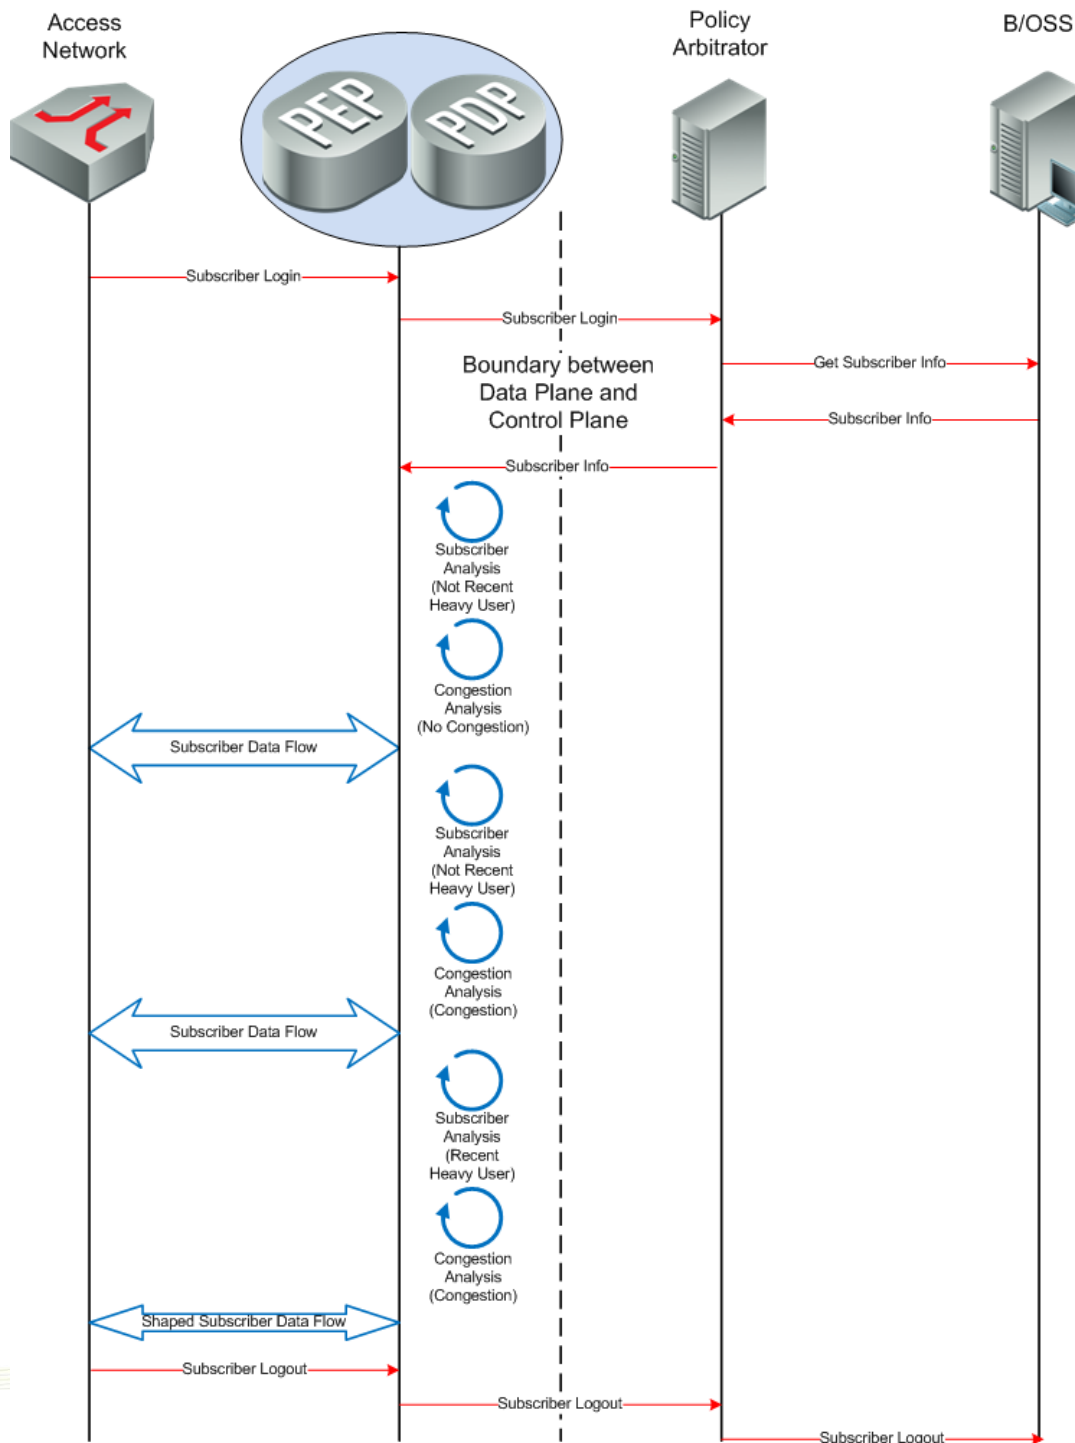 Access
Network
Policy
Arbitrator
B/OSS
PEP
PDP
Subscriber Login
Subscriber Login
Boundary between
Data Plane and
Control Plane
Get Subscriber Info
Subscriber Info
Subscriber Info
Subscriber
Analysis
(Not Recent
Heavy User)
Congestion
Analysis
(No Congestion)
Subscriber Data Flow
Subscriber
Analysis
(Not Recent
Heavy User)
Congestion
Analysis
(Congestion)
Subscriber Data Flow
Subscriber
Analysis
(Recent
Heavy User)
Congestion
Analysis
(Congestion)
Shaped Subscriber Data Flow
Subscriber Logout
Subscriber Logout
Subscriber Logout